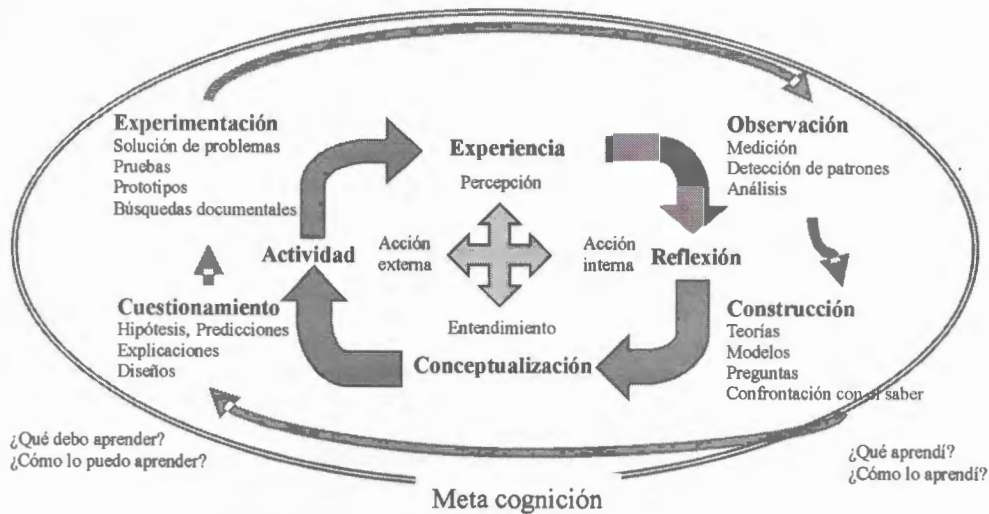 Experimentación
Solución de problemas
Pruebas
Prototipos
Búsquedas documentales
Experiencia
Percepción
Observación
Medición
Detección de patrones
Análisis
Actividad
Acción
externa
Acción
interna
Reflexión
Cuestionamiento
Hipótesis, Predicciones
Explicaciones
Diseños
Entendimiento
Conceptualización
Construcción
Teorías
Modelos
Preguntas
Confrontación con el saber
¿Qué debo aprender?
¿Cómo lo puedo aprender?
¿Qué aprendí?
¿Cómo lo aprendí?
Meta cognición